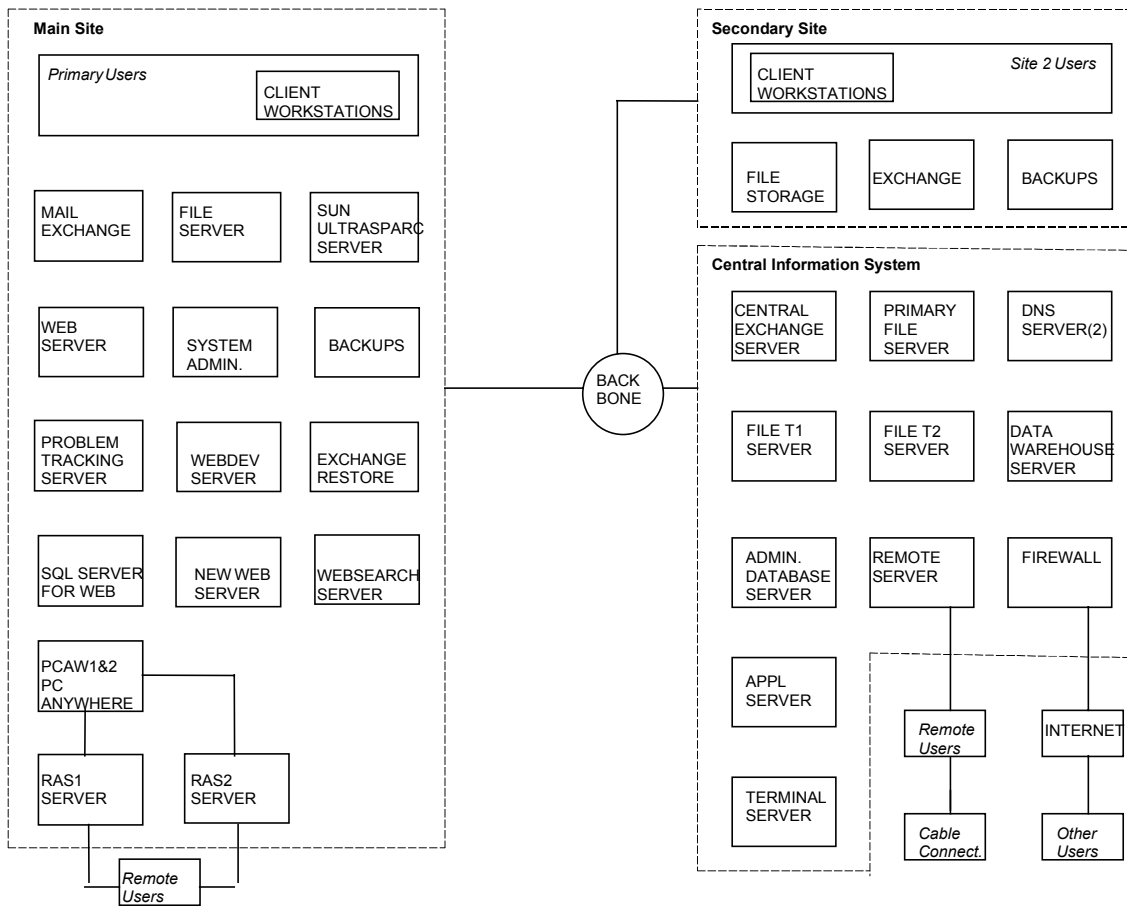 Main Site
Primary Users
CLIENT
WORKSTATIONS
MAIL
EXCHANGE
FILE
SERVER
SUN
ULTRASPARC
SERVER
WEB
SERVER
SYSTEM
ADMIN.
BACKUPS
PROBLEM
TRACKING
SERVER
WEBDEV
SERVER
EXCHANGE
RESTORE
SQL SERVER
FOR WEB
NEW WEB
SERVER
WEBSEARCH
SERVER
PCAW1&2
PC
ANYWHERE
RAS1
SERVER
RAS2
SERVER
Remote
Users
BACK
BONE
Secondary Site
CLIENT
WORKSTATIONS
Site 2 Users
FILE
STORAGE
EXCHANGE
BACKUPS
Central Information System
CENTRAL
EXCHANGE
SERVER
PRIMARY
FILE
SERVER
DNS
SERVER(2)
FILE T1
SERVER
FILE T2
SERVER
DATA
WAREHOUSE
SERVER
ADMIN.
DATABASE
SERVER
REMOTE
SERVER
FIREWALL
APPL
SERVER
Remote
Users
INTERNET
TERMINAL
SERVER
Cable
Connect.
Other
Users